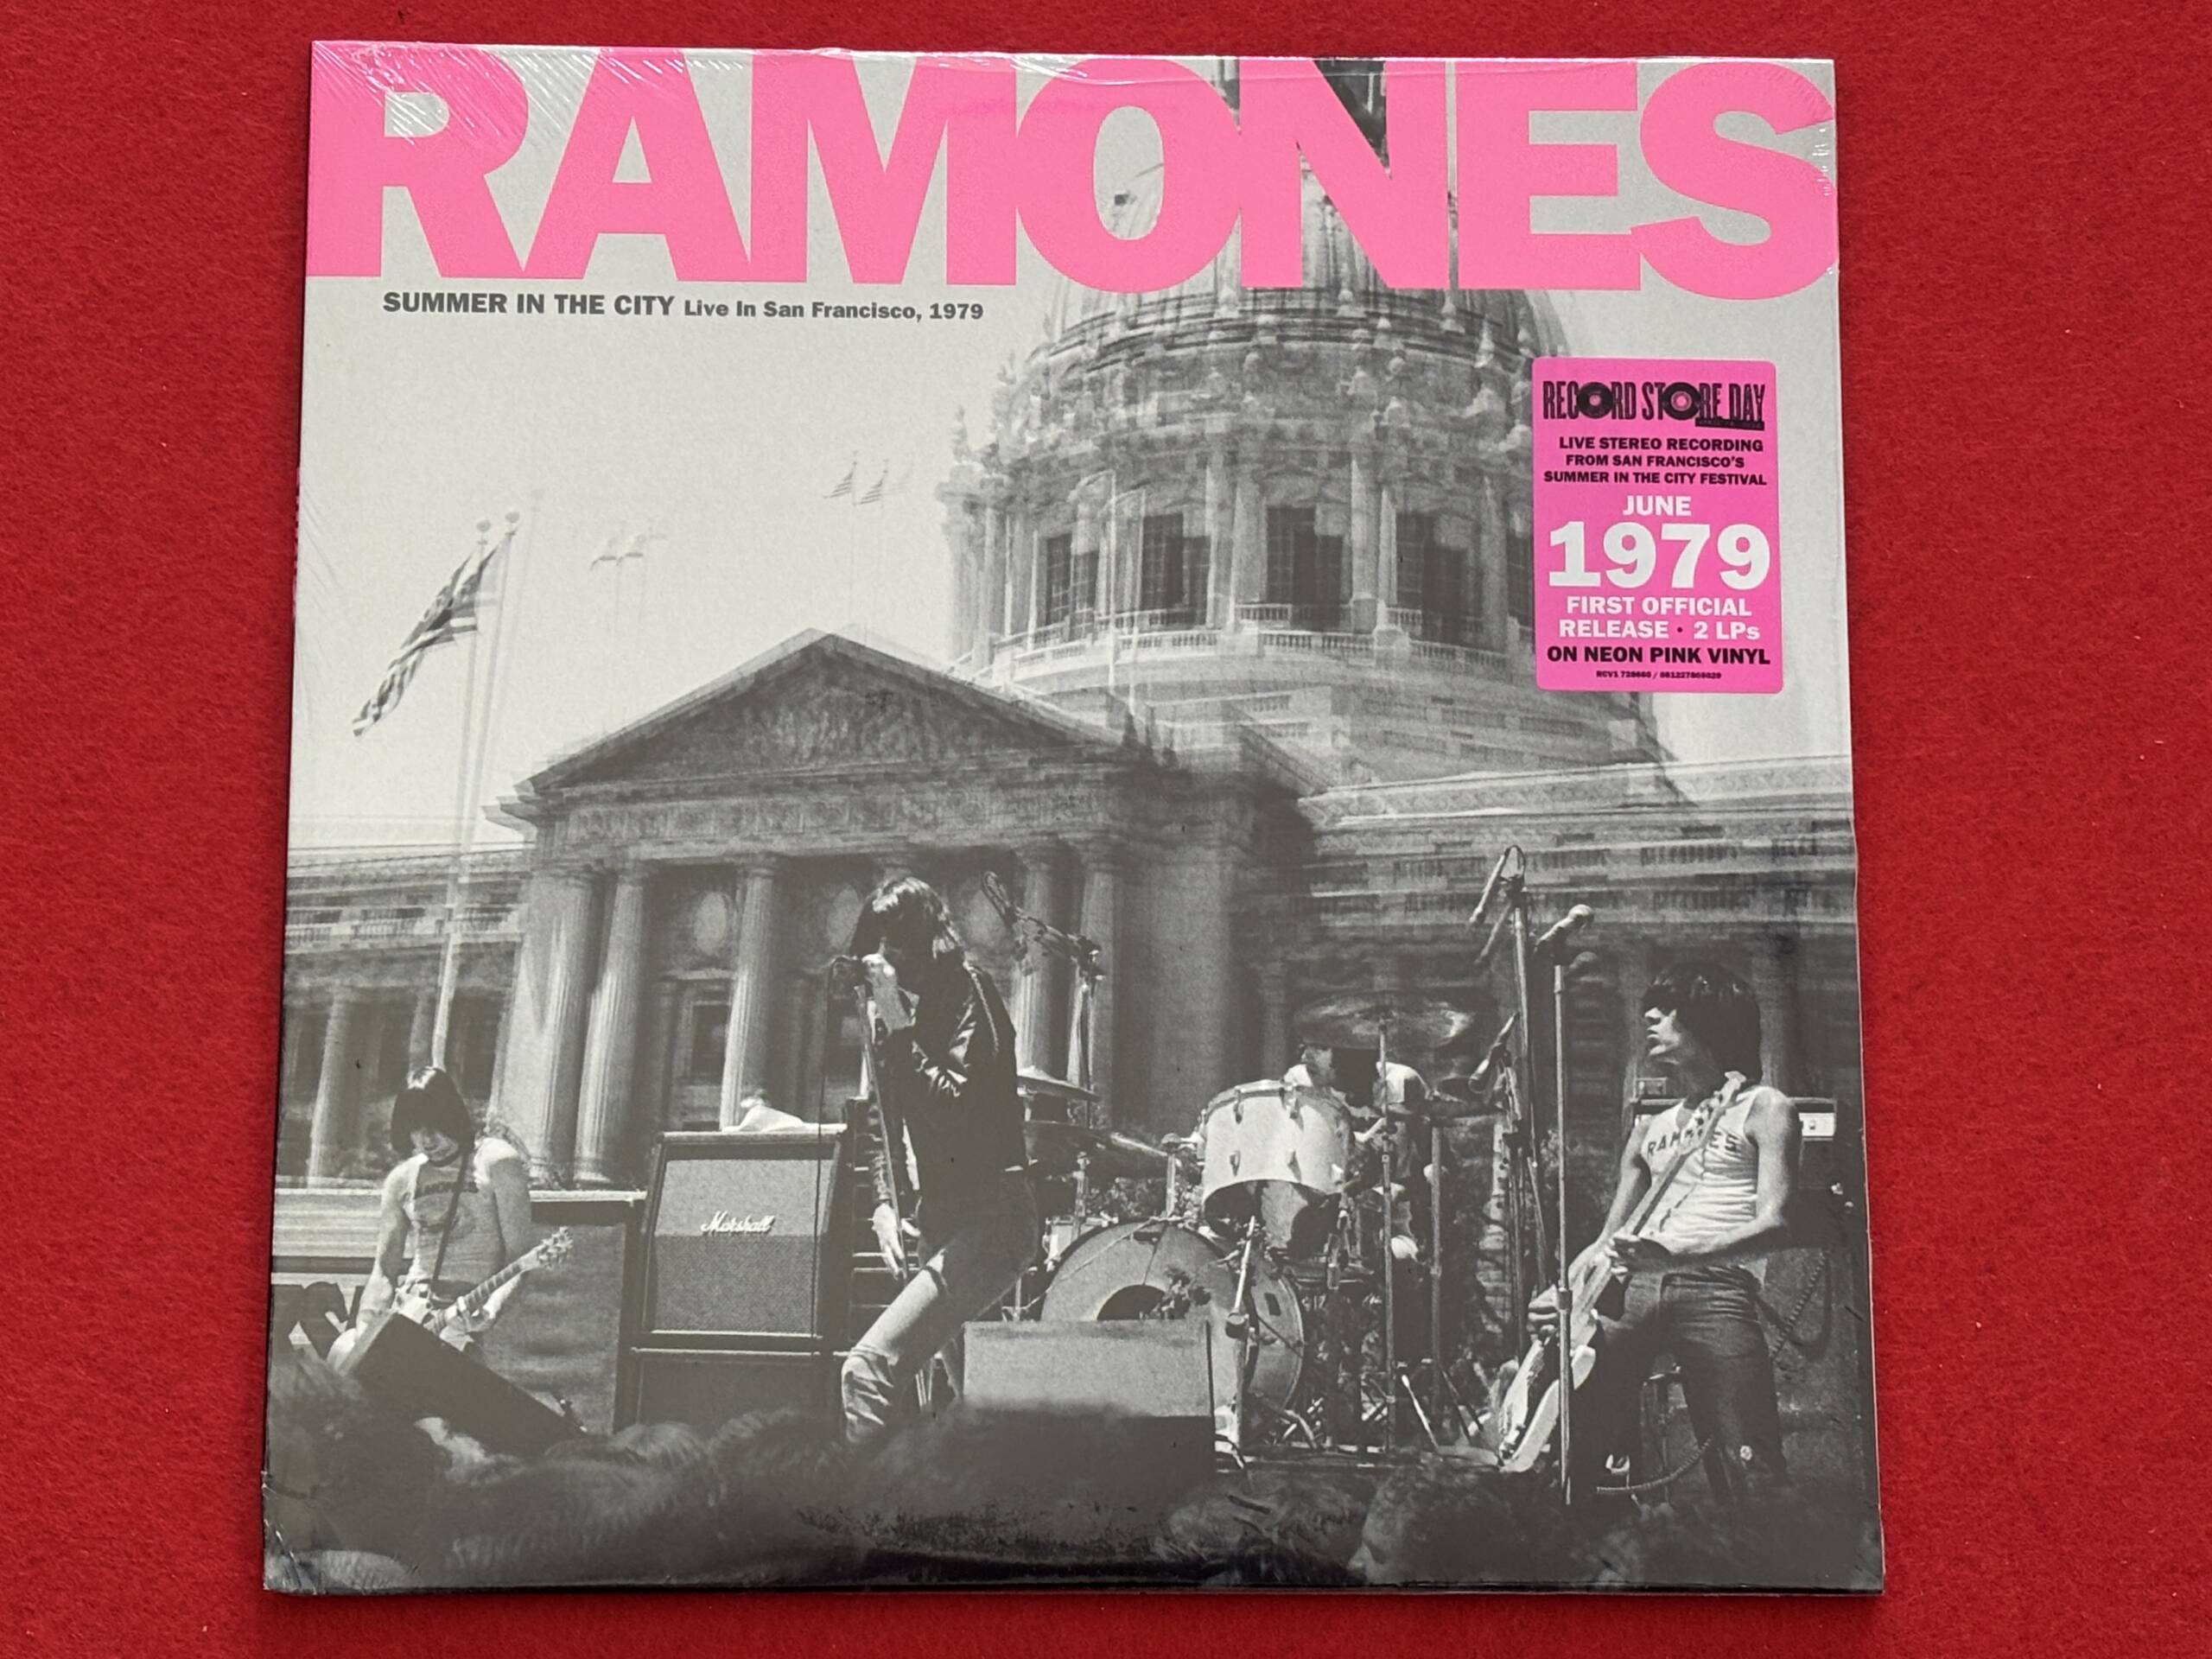 RAMONES
SUMMER IN THE CITY Live In San Francisco, 1979
RECORD STORE DAY
LIVE STEREO RECORDING
FROM SAN FRANCISCO'S
SUMMER IN THE CITY FESTIVAL
JUNE
1979
FIRST OFFICIAL
RELEASE • 2 LPs
ON NEON PINK VINYL
Marshall
RAMONES